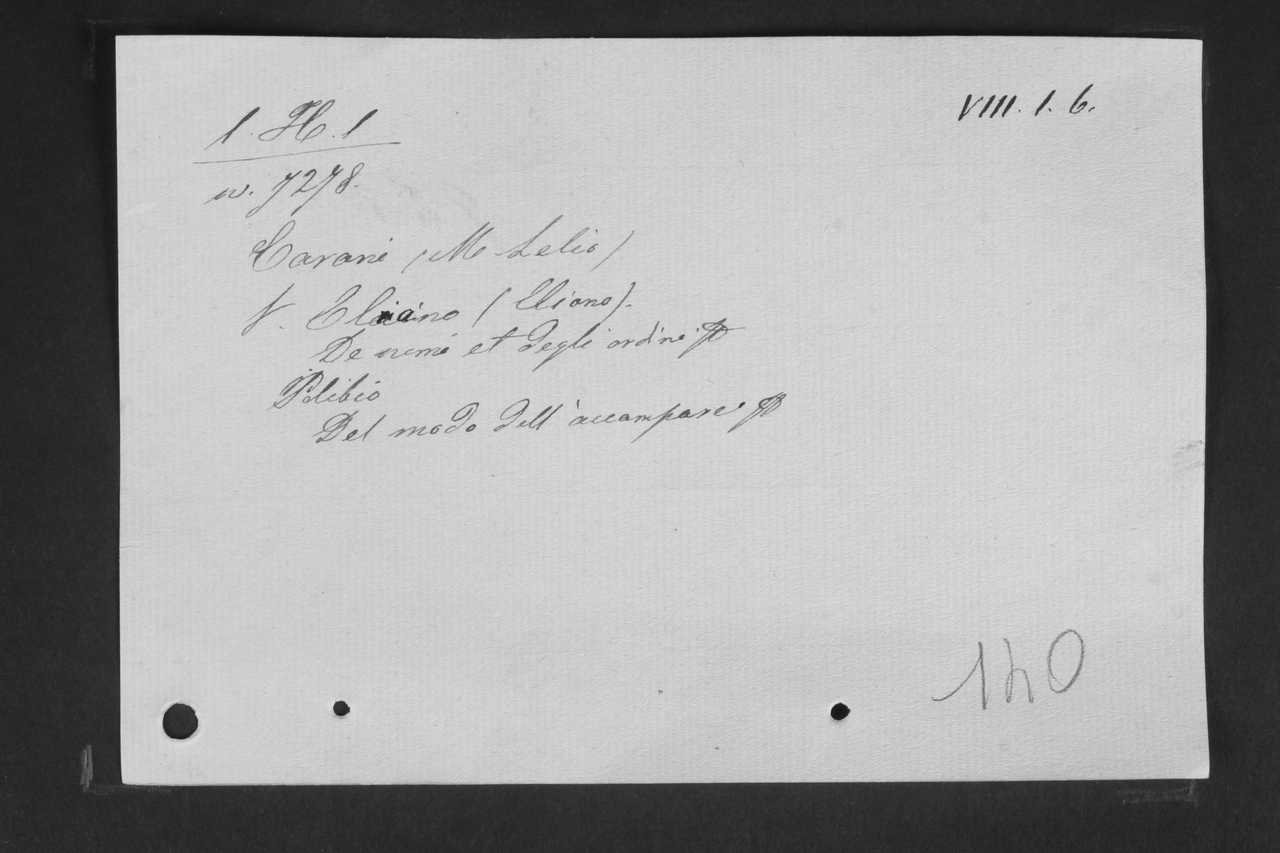 VIII. 1. 6.
1. H. 1
w. 7278.
Carani (M Lelio)
v. Eliano (Eliano).
De nomi et degli ordini
Polibio
Del modo dell'accampare
140